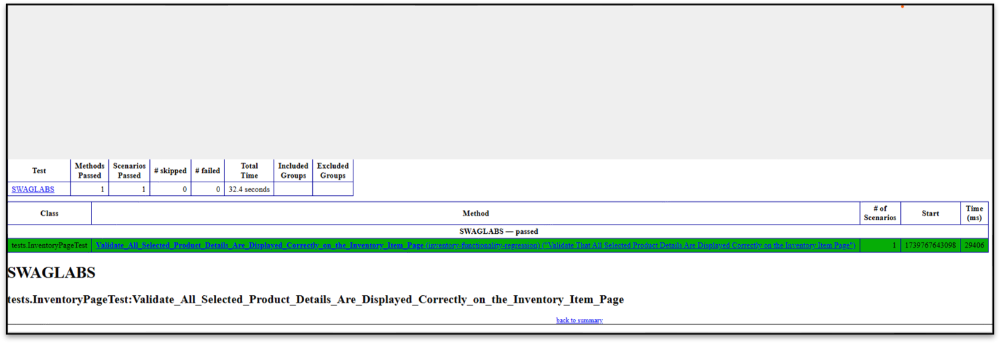 Test Methods Passed Scenarios Passed # skipped # failed Total Time Included Groups Excluded Groups
SWAGLABS 1 1 0 0 32.4 seconds
Class Method # of Scenarios Start Time (ms)
SWAGLABS — passed
tests.InventoryPageTest Validate_All_Selected_Product_Details_Are_Displayed_Correctly_on_the_Inventory_Item_Page (inventory-functionality-regression) ("Validate That All Selected Product Details Are Displayed Correctly on the Inventory Item Page") 1 1739767643098 29406
SWAGLABS
tests.InventoryPageTest:Validate_All_Selected_Product_Details_Are_Displayed_Correctly_on_the_Inventory_Item_Page
back to summary